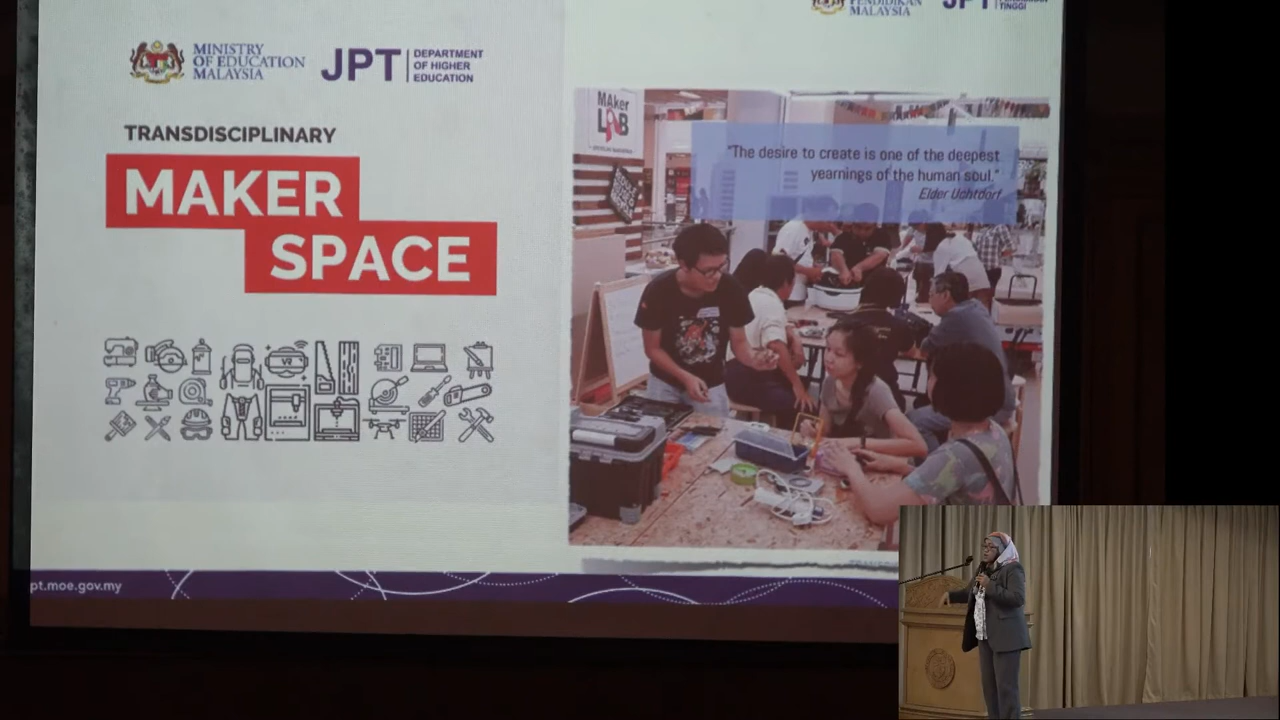 MINISTRY
OF EDUCATION
MALAYSIA
JPT
DEPARTMENT
OF HIGHER
EDUCATION
PENDIDIKAN
MALAYSIA
JPT
TINGGI
TRANSDISCIPLINARY
MAKER
SPACE
MAker
LAB
"The desire to create is one of the deepest
yearnings of the human soul."
Elder Uchtdorf
pt.moe.gov.my